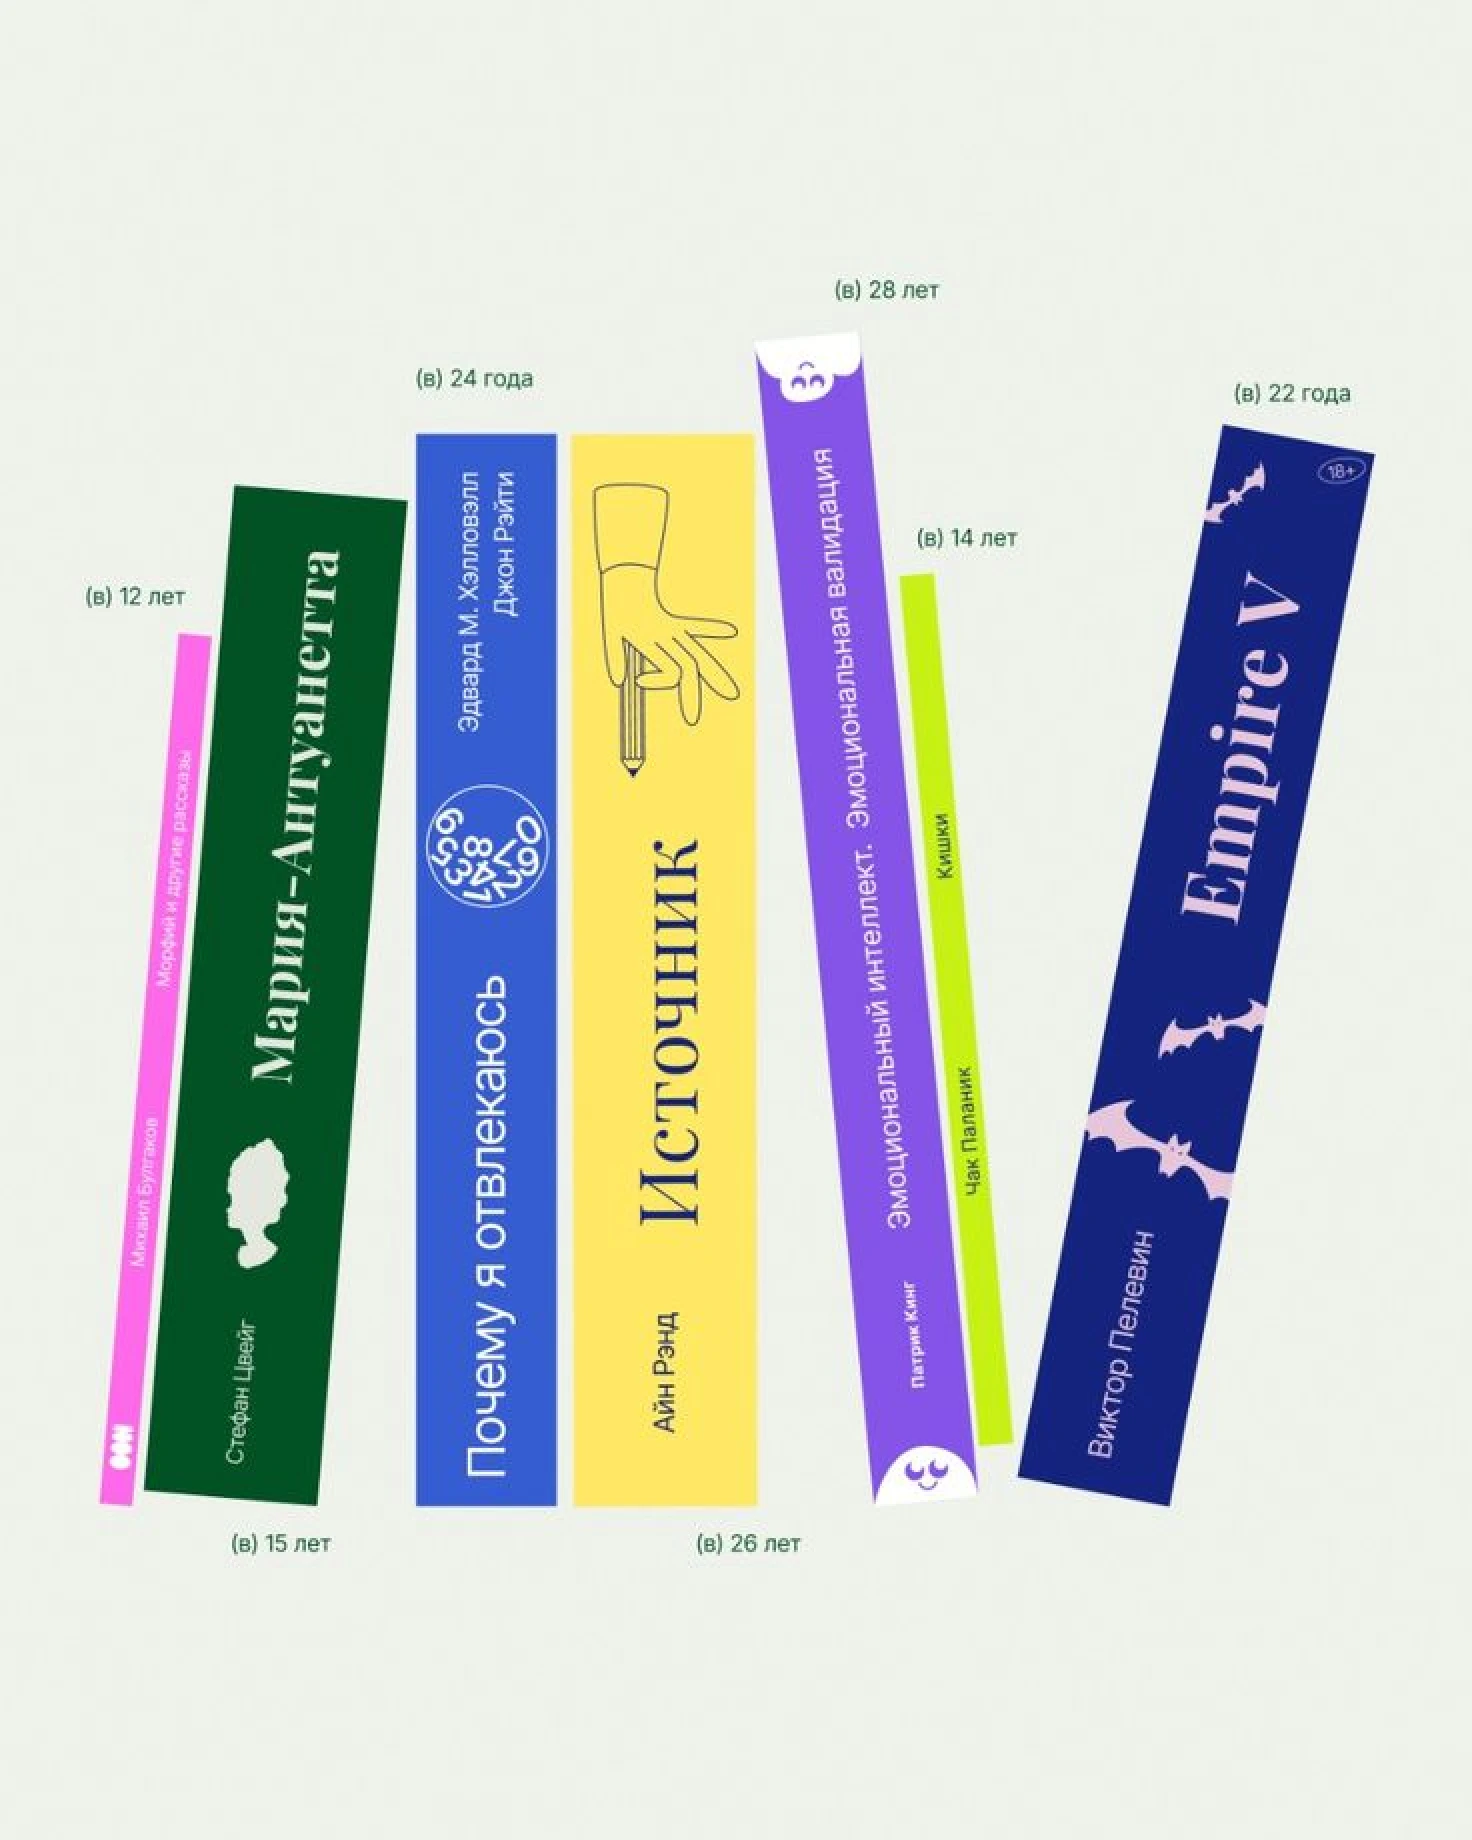 (в) 12 лет
Михаил Булгаков
Морфий и другие рассказы
Стефан Цвейг
Мария-Антуанетта
(в) 15 лет
(в) 24 года
Почему я отвлекаюсь
Эдвард М. Хэлловэлл
Джон Рэйти
Айн Рэнд
Источник
(в) 26 лет
(в) 28 лет
Патрик Кинг
Эмоциональный интеллект. Эмоциональная валидация
(в) 14 лет
Чак Паланик
Кишки
(в) 22 года
Виктор Пелевин
Empire V
18+